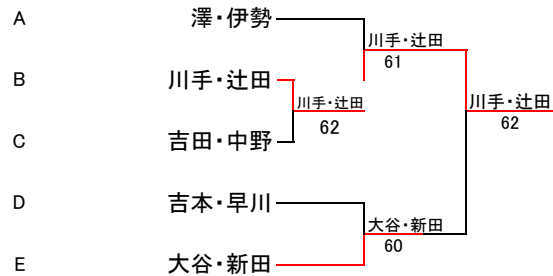 A 澤・伊勢
川手・辻田
61
B 川手・辻田
川手・辻田
62
川手・辻田
62
C 吉田・中野
D 吉本・早川
大谷・新田
60
E 大谷・新田